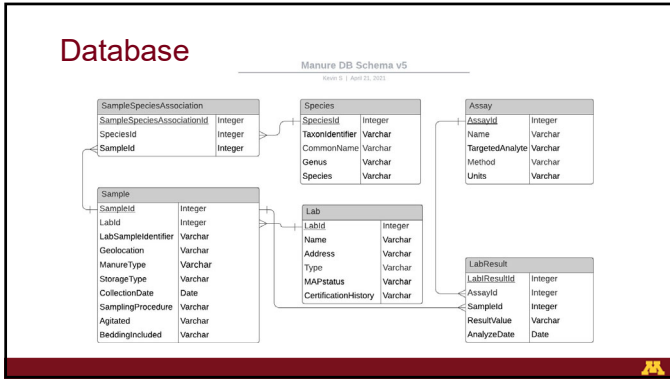 Database
Manure DB Schema v5
Kevin S | April 21, 2021
SampleSpeciesAssociation
SampleSpeciesAssociationId Integer
SpeciesId Integer
SampleId Integer
Species
SpeciesId Integer
TaxonIdentifier Varchar
CommonName Varchar
Genus Varchar
Species Varchar
Assay
AssayId Integer
Name Varchar
TargetedAnalyte Varchar
Method Varchar
Units Varchar
Sample
SampleId Integer
LabId Integer
LabSampleIdentifier Varchar
Geolocation Varchar
ManureType Varchar
StorageType Varchar
CollectionDate Date
SamplingProcedure Varchar
Agitated Varchar
BeddingIncluded Varchar
Lab
LabId Integer
Name Varchar
Address Varchar
Type Varchar
MAPstatus Varchar
CertificationHistory Varchar
LabResult
LablResultId Integer
AssayId Integer
SampleId Integer
ResultValue Varchar
AnalyzeDate Date
M